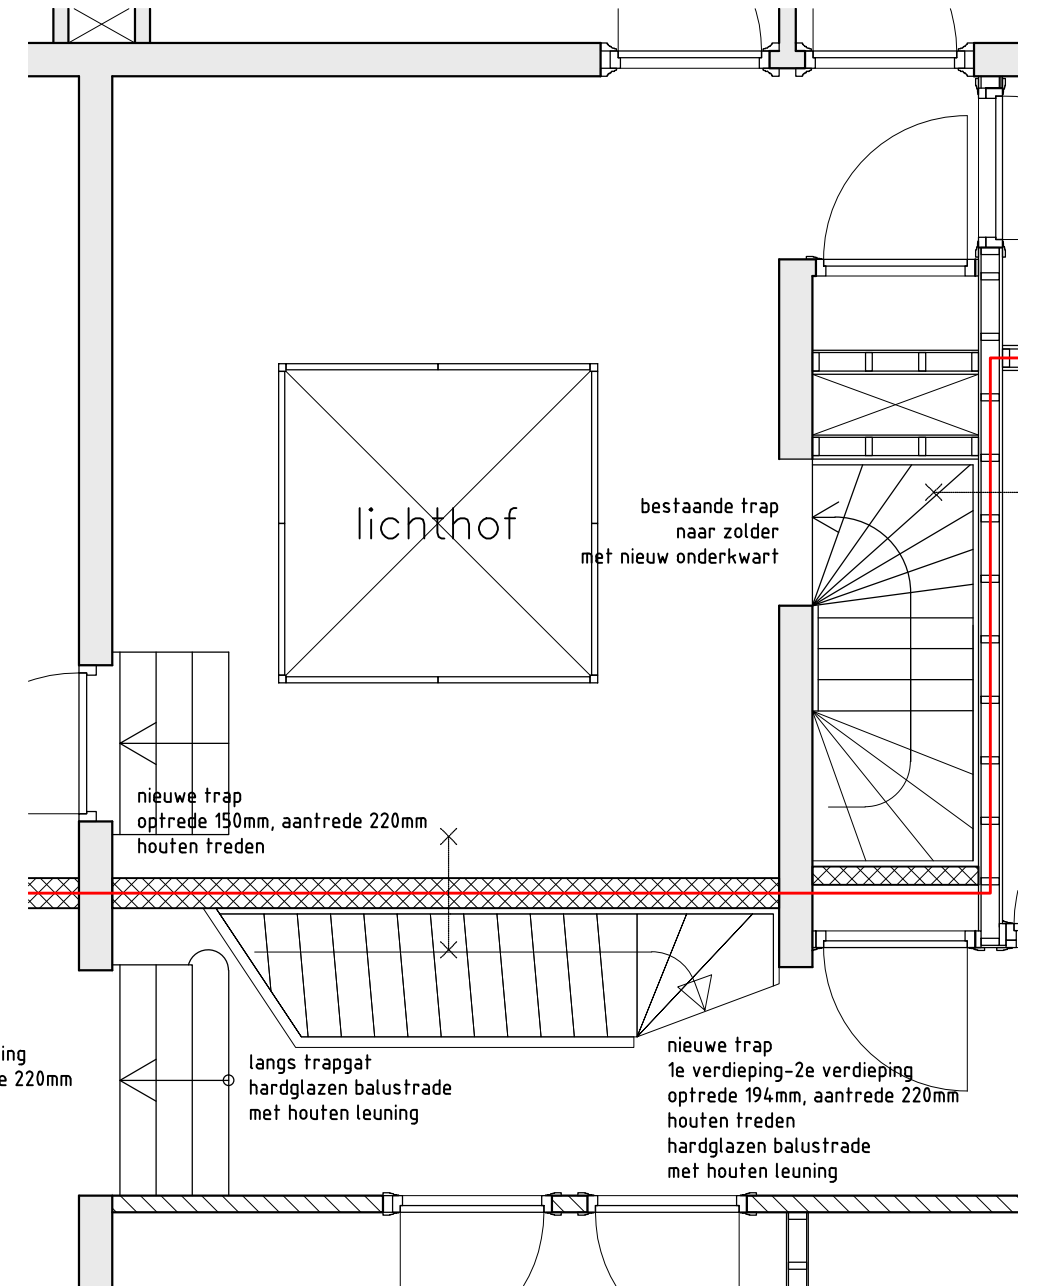 lichthof
bestaande trap
naar zolder
met nieuw onderkwart
nieuwe trap
optrede 150mm, aantrede 220mm
houten treden
ing
e 220mm
langs trapgat
hardglazen balustrade
met houten leuning
nieuwe trap
1e verdieping-2e verdieping
optrede 194mm, aantrede 220mm
houten treden
hardglazen balustrade
met houten leuning